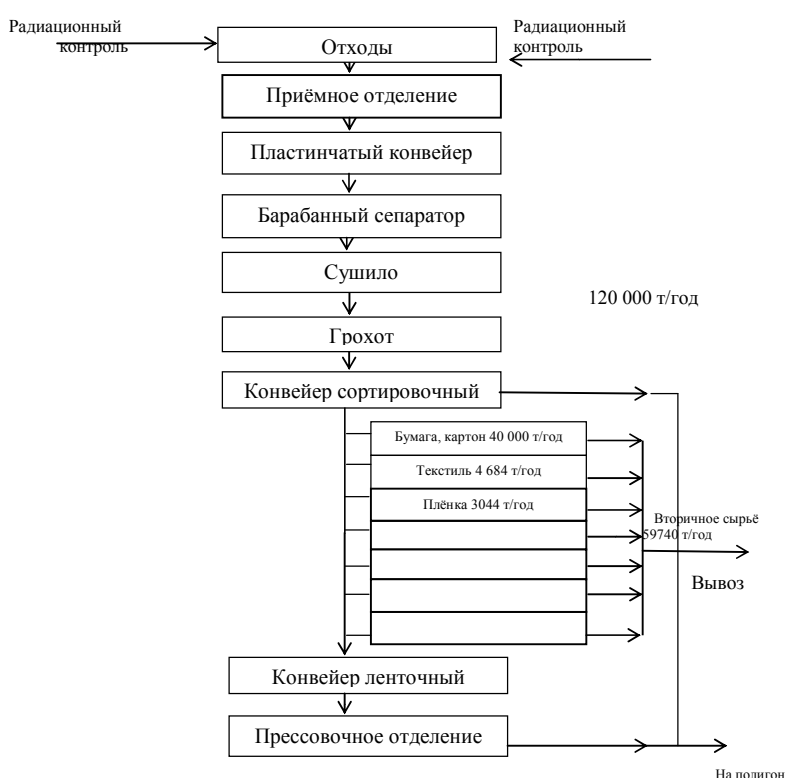 Радиационный
контроль
Радиационный
контроль
Отходы
Приёмное отделение
Пластинчатый конвейер
Барабанный сепаратор
Сушило
120 000 т/год
Грохот
Конвейер сортировочный
Бумага, картон 40 000 т/год
Текстиль 4 684 т/год
Плёнка 3044 т/год
Вторичное сырьё
59740 т/год
Вывоз
Конвейер ленточный
Прессовочное отделение
На полигон